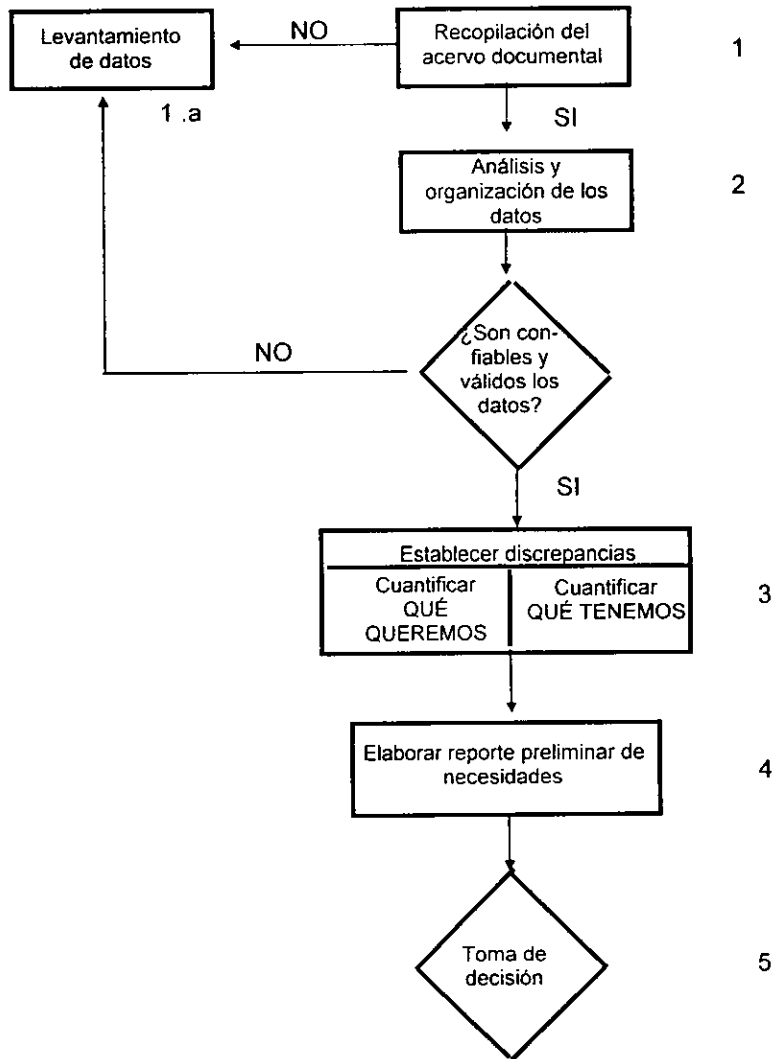 Levantamiento
de datos
NO
Recopilación del
acervo documental
1
1 .a
SI
Análisis y
organización de los
datos
2
¿Son con-
fiables y
válidos los
datos?
NO
SI
Establecer discrepancias
Cuantificar
QUÉ
QUEREMOS
Cuantificar
QUÉ TENEMOS
3
Elaborar reporte preliminar de
necesidades
4
Toma de
decisión
5